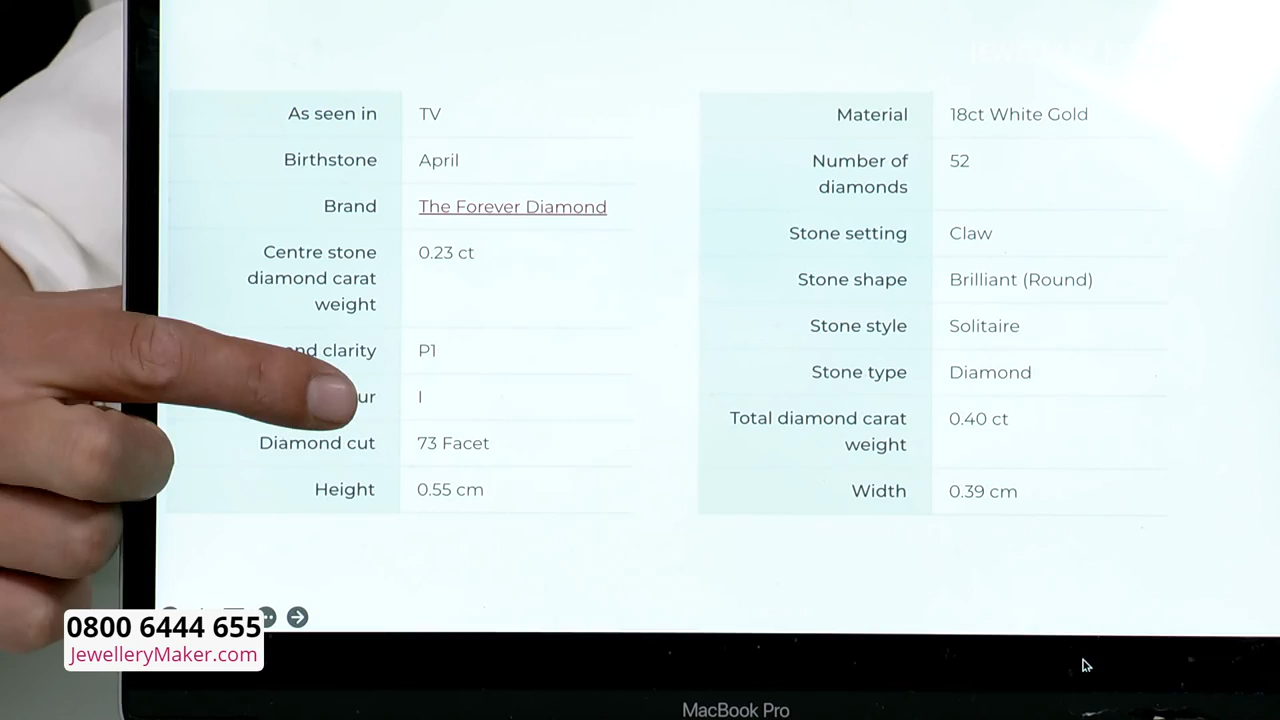 As seen in TV
Birthstone April
Brand The Forever Diamond
Centre stone 0.23 ct
diamond carat
weight
clarity P1
I
Diamond cut 73 Facet
Height 0.55 cm
Material 18ct White Gold
Number of 52
diamonds
Stone setting Claw
Stone shape Brilliant (Round)
Stone style Solitaire
Stone type Diamond
Total diamond carat 0.40 ct
weight
Width 0.39 cm
0800 6444 655
JewelleryMaker.com
MacBook Pro